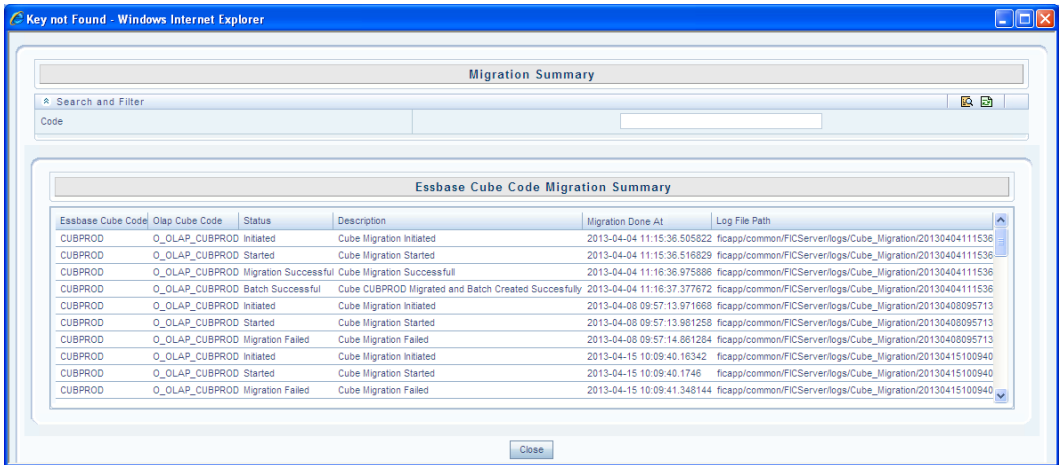 Key not Found - Windows Internet Explorer
Migration Summary
Search and Filter
Code
Essbase Cube Code Migration Summary
Essbase Cube Code Olap Cube Code Status Description Migration Done At Log File Path
CUBPROD O_OLAP_CUBPROD Initiated Cube Migration Initiated 2013-04-04 11:15:36.505822 ficapp/common/FICServer/logs/Cube_Migration/20130404111536
CUBPROD O_OLAP_CUBPROD Started Cube Migration Started 2013-04-04 11:15:36.516829 ficapp/common/FICServer/logs/Cube_Migration/20130404111536
CUBPROD O_OLAP_CUBPROD Migration Successful Cube Migration Successfull 2013-04-04 11:16:36.975886 ficapp/common/FICServer/logs/Cube_Migration/20130404111536
CUBPROD O_OLAP_CUBPROD Batch Successful Cube CUBPROD Migrated and Batch Created Succesfully 2013-04-04 11:16:37.377672 ficapp/common/FICServer/logs/Cube_Migration/20130404111536
CUBPROD O_OLAP_CUBPROD Initiated Cube Migration Initiated 2013-04-08 09:57:13.971668 ficapp/common/FICServer/logs/Cube_Migration/20130408095713
CUBPROD O_OLAP_CUBPROD Started Cube Migration Started 2013-04-08 09:57:13.981258 ficapp/common/FICServer/logs/Cube_Migration/20130408095713
CUBPROD O_OLAP_CUBPROD Migration Failed Cube Migration Failed 2013-04-08 09:57:14.861284 ficapp/common/FICServer/logs/Cube_Migration/20130408095713
CUBPROD O_OLAP_CUBPROD Initiated Cube Migration Initiated 2013-04-15 10:09:40.16342 ficapp/common/FICServer/logs/Cube_Migration/20130415100940
CUBPROD O_OLAP_CUBPROD Started Cube Migration Started 2013-04-15 10:09:40.1746 ficapp/common/FICServer/logs/Cube_Migration/20130415100940
CUBPROD O_OLAP_CUBPROD Migration Failed Cube Migration Failed 2013-04-15 10:09:41.348144 ficapp/common/FICServer/logs/Cube_Migration/20130415100940
Close